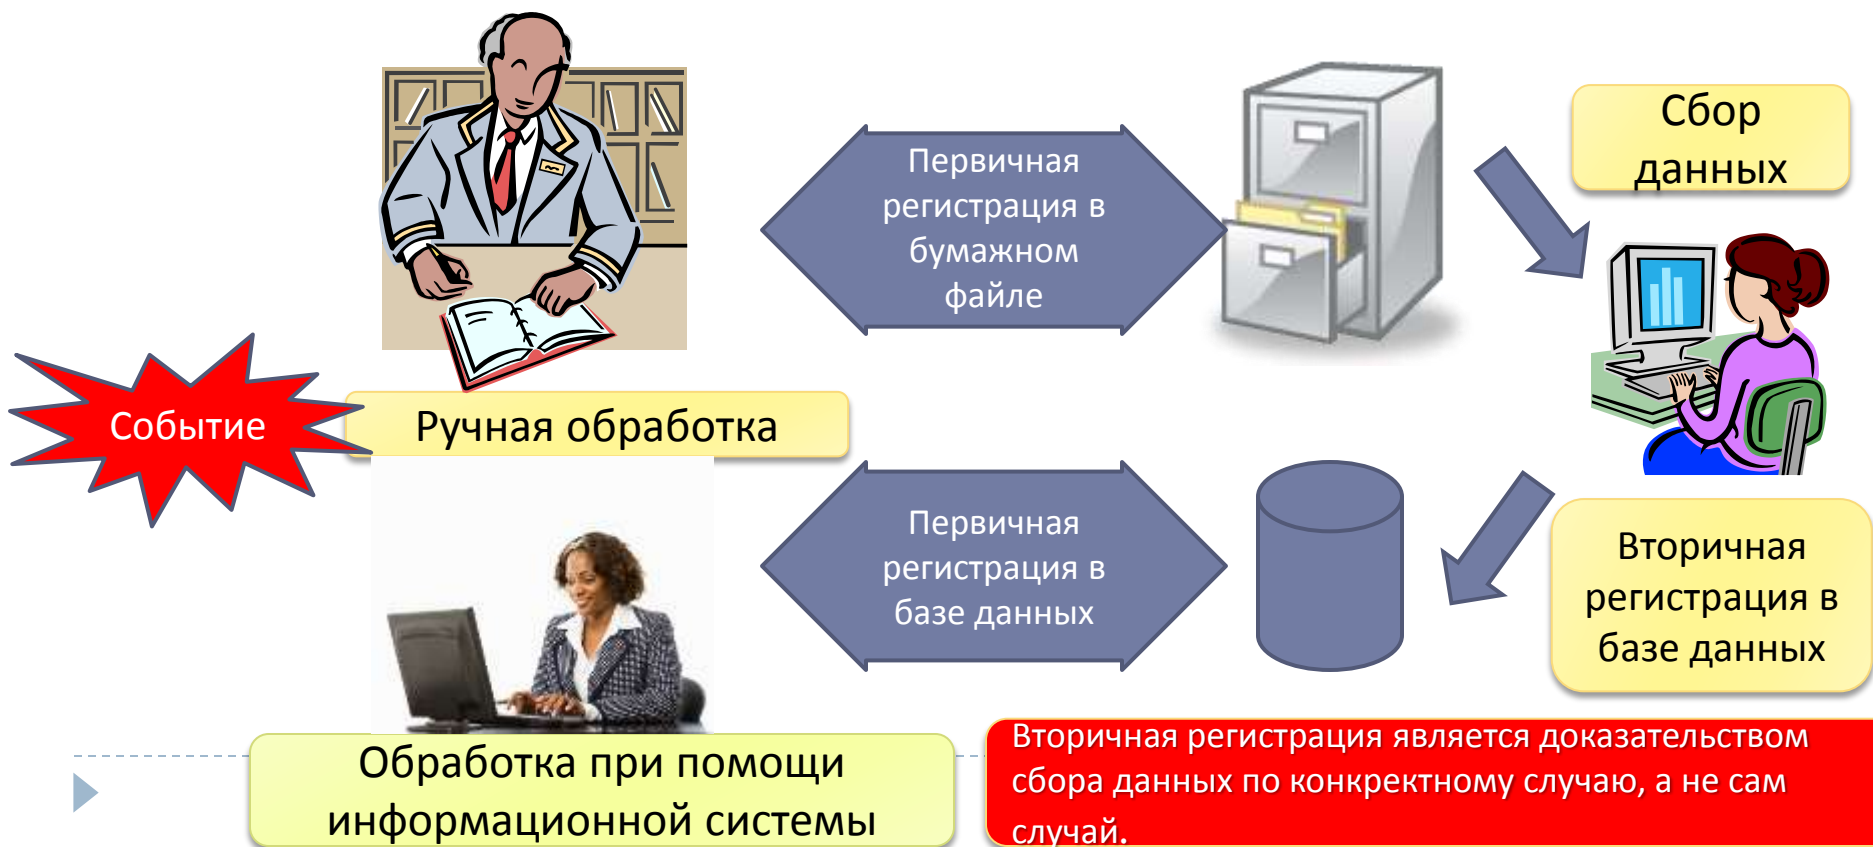 Первичная
регистрация в
бумажном
файле
Сбор
данных
Событие
Ручная обработка
Первичная
регистрация в
базе данных
Вторичная
регистрация в
базе данных
Обработка при помощи
информационной системы
Вторичная регистрация является доказательством
сбора данных по конкректному случаю, а не сам
случай.